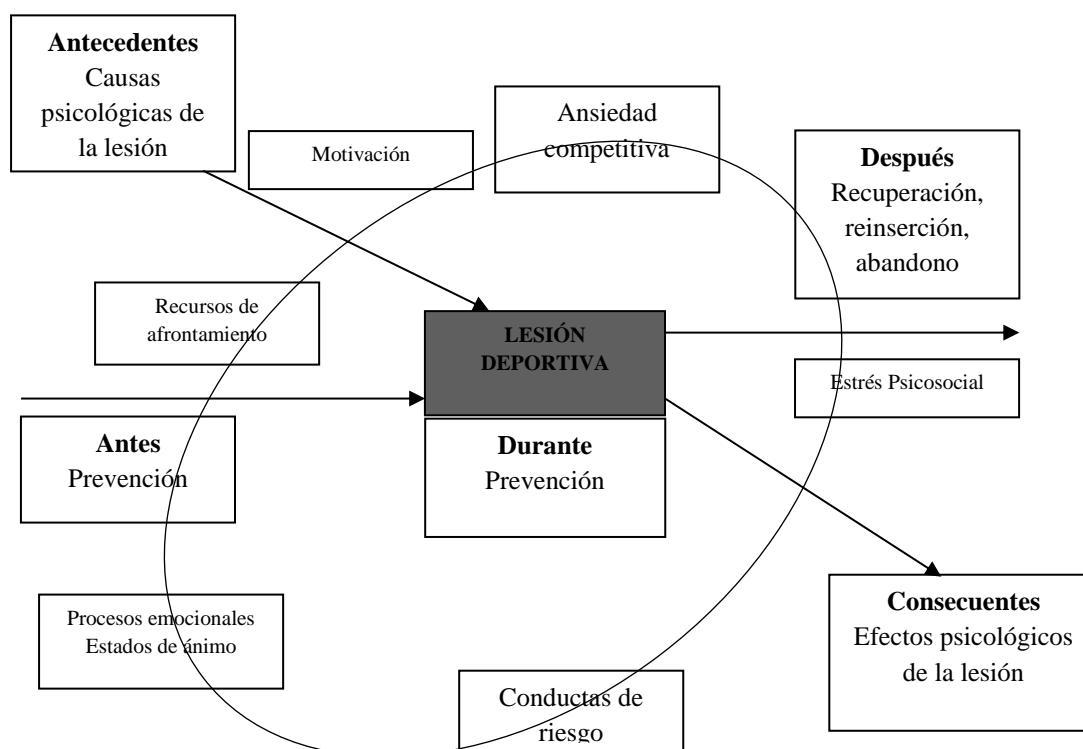 Antecedentes
Causas
psicológicas de
la lesión
Motivación
Ansiedad
competitiva
Después
Recuperación,
reinserción,
abandono
Recursos de
afrontamiento
LESIÓN
DEPORTIVA
Estrés Psicosocial
Antes
Prevención
Durante
Prevención
Procesos emocionales
Estados de ánimo
Consecuentes
Efectos psicológicos
de la lesión
Conductas de
riesgo